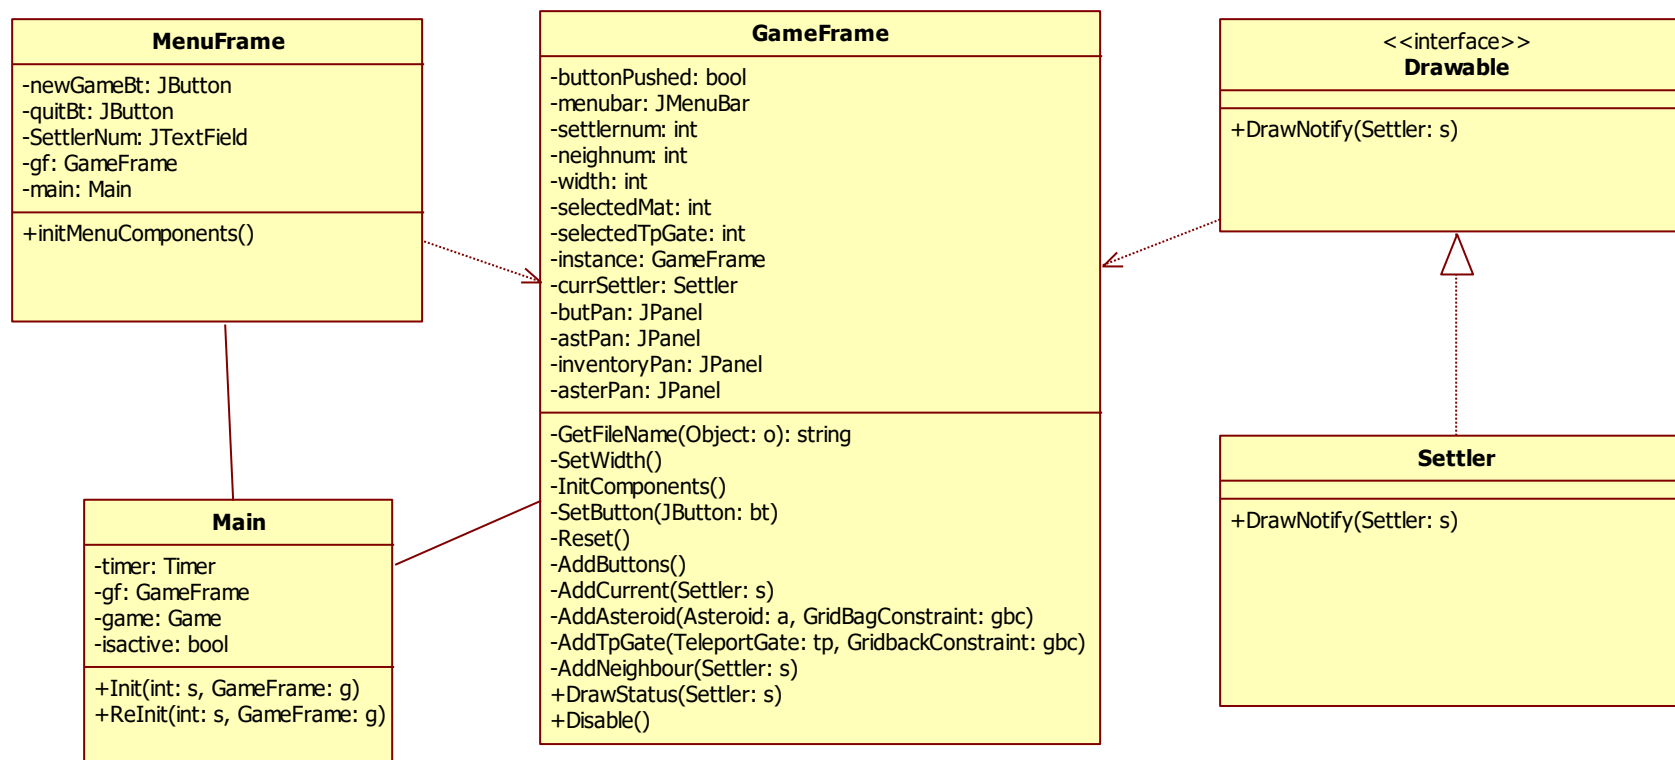 MenuFrame
-newGameBt: JButton
-quitBt: JButton
-SettlerNum: JTextField
-gf: GameFrame
-main: Main
+initMenuComponents()
GameFrame
-buttonPushed: bool
-menubar: JMenuBar
-settlernum: int
-neighnum: int
-width: int
-selectedMat: int
-selectedTpGate: int
-instance: GameFrame
-currSettler: Settler
-butPan: JPanel
-astPan: JPanel
-inventoryPan: JPanel
-asterPan: JPanel
-GetFileName(Object: o): string
-SetWidth()
-InitComponents()
-SetButton(JButton: bt)
-Reset()
-AddButtons()
-AddCurrent(Settler: s)
-AddAsteroid(Asteroid: a, GridBagConstraint: gbc)
-AddTpGate(TeleportGate: tp, GridbackConstraint: gbc)
-AddNeighbour(Settler: s)
+DrawStatus(Settler: s)
+Disable()
<<interface>>
Drawable
+DrawNotify(Settler: s)
Main
-timer: Timer
-gf: GameFrame
-game: Game
-isactive: bool
+Init(int: s, GameFrame: g)
+ReInit(int: s, GameFrame: g)
Settler
+DrawNotify(Settler: s)